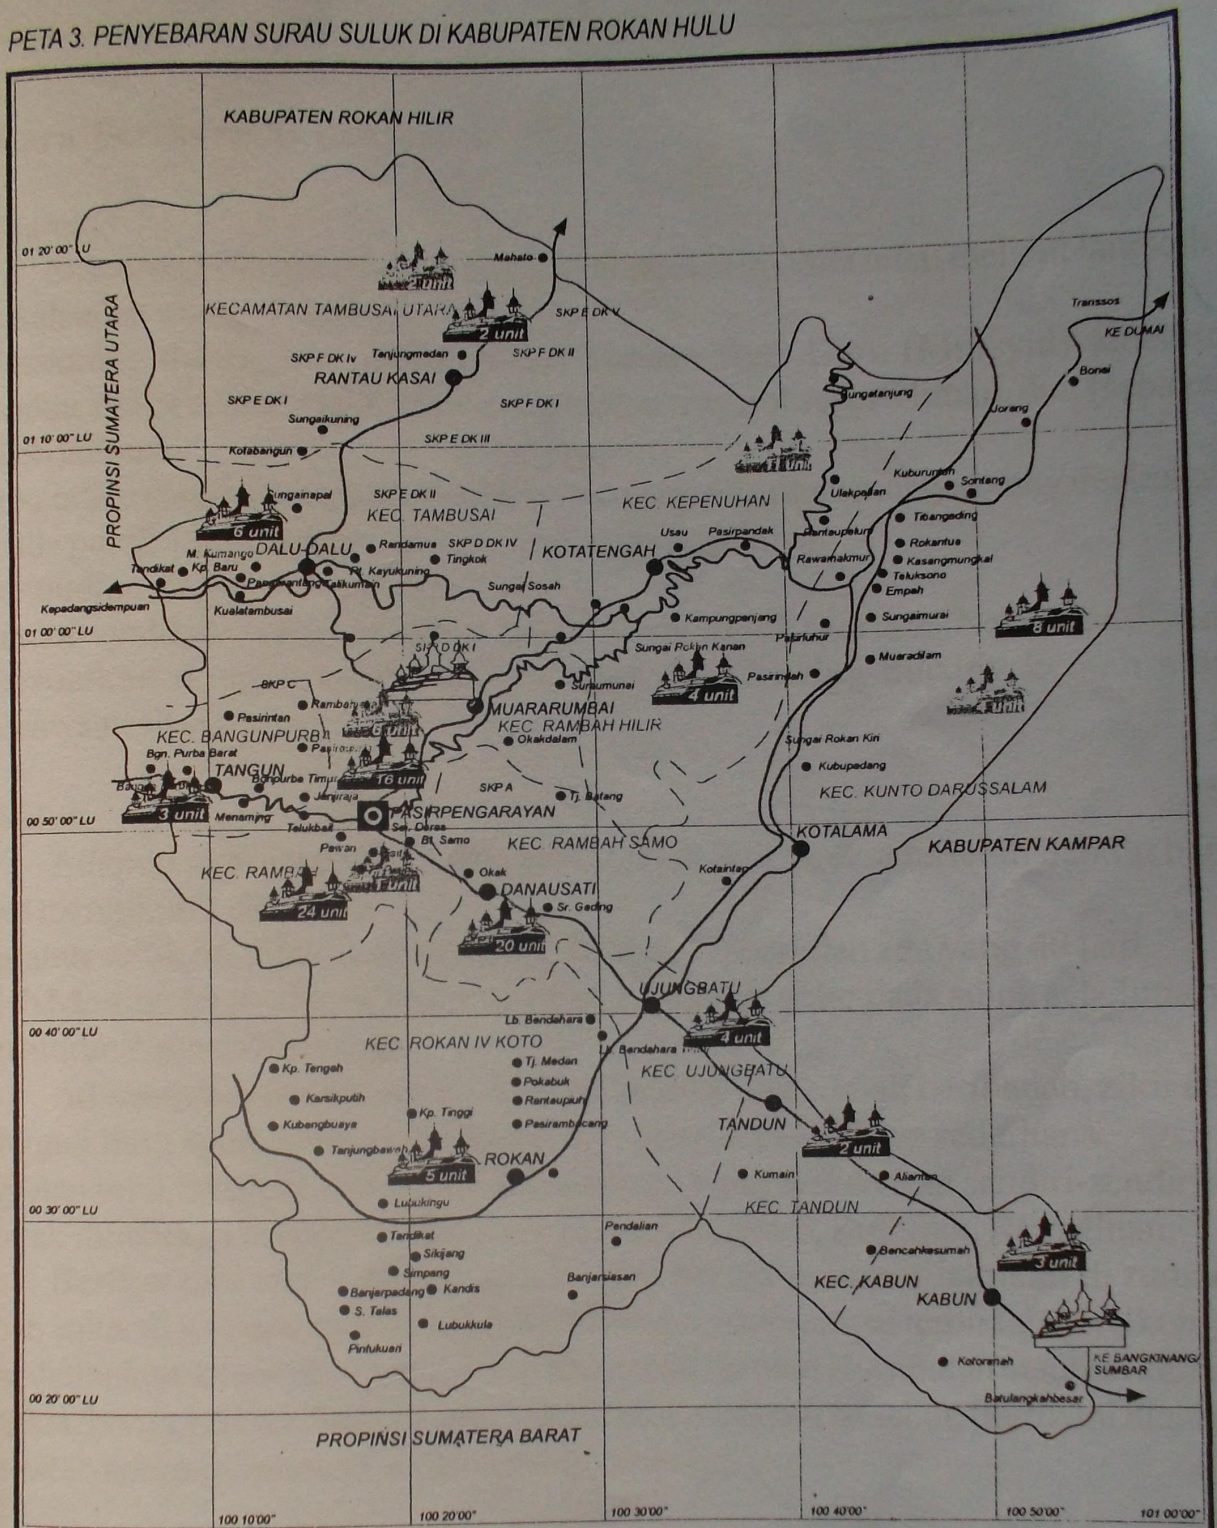 PETA 3. PENYEBARAN SURAU SULUK DI KABUPATEN ROKAN HULU
KABUPATEN ROKAN HILIR
01 20' 00" LU
Mahato
KECAMATAN TAMBUSAI UTARA
2 unit
SKP E DK V
Transsos
KE DUMAI
PROPINSI SUMATERA UTARA
SKP F DK IV
Tanjungmedan
SKP F DK II
RANTAU KASAI
Bonai
SKP E DK I
SKP F DK I
Jorang
Sungaikuning
01 10' 00" LU
SKP E DK III
Kotabangun
1 unit
Kuburuntuh
Sontang
SKP E DK II
KEC. KEPENUHAN
Ulakpatian
6 unit
KEC. TAMBUSAI
Tibangading
Usau
Pasirpandak
Rokantua
M. Kumango
DALU-DALU
Randamua
SKP D DK IV
KOTATENGAH
Rawamakmur
Kasangmungkal
Tandikat
Kp. Baru
Pt. Kayukuning
Tingkok
Teluksono
Sungai Sosah
Empah
Kepadangsidempuan
Kualatambusai
Kampungpanjang
Sungaimurai
8 unit
01 00' 00" LU
Pasirluhur
Sungai Rokan Kanan
Muaradilam
SKP C
4 unit
Pasirindah
MUARARUMBAI
Pasirintan
KEC. RAMBAH HILIR
KEC. BANGUNPURBA
Okakdalam
Sungai Rokan Kiri
Bgn. Purba Barat
TANGUN
Kubupadang
16 unit
SKP A
KEC. KUNTO DARUSSALAM
Tj. Batang
3 unit
Menaming
00 50' 00" LU
PASIRPENGARAYAN
KOTALAMA
Pawan
Bt. Samo
KEC. RAMBAH SAMO
KABUPATEN KAMPAR
KEC. RAMBAH
Okak
Kotaintan
DANAUSATI
24 unit
Sr. Gading
20 unit
UJUNGBATU
00 40' 00" LU
Lb. Bendahara
4 unit
KEC. ROKAN IV KOTO
Kp. Tengah
Tj. Medan
KEC. UJUNGBATU
Pokabuk
Karsikputih
Rantaupiuh
Kp. Tinggi
TANDUN
Kubangbuaya
Pasirambacang
2 unit
Tanjungbawah
ROKAN
5 unit
Kumain
Aliantan
Lubukingu
KEC. TANDUN
00 30' 00" LU
Pendalian
Tandikat
Sikijang
Bencahkesumah
3 unit
Simpang
Banjarsiasan
KEC. KABUN
Banjarpadang
Kandis
KABUN
S. Talas
Lubukkula
Pintukuari
KE BANGKINANG/
SUMBAR
Kotoranah
Batulangkahbesar
00 20' 00" LU
PROPINSI SUMATERA BARAT
100 10'00"
100 20'00"
100 30'00"
100 40'00"
100 50'00"
101 00'00"